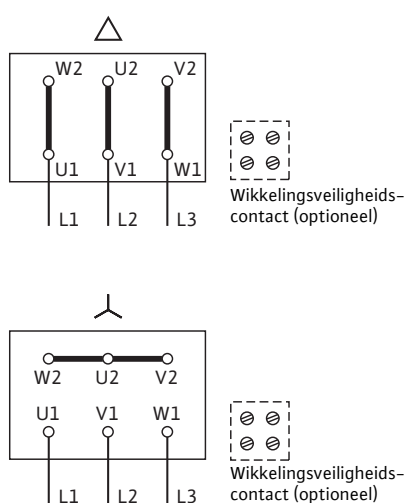 W2 U2 V2
U1 V1 W1
L1 L2 L3
Wikkelingsveiligheids-
contact (optioneel)
W2 U2 V2
U1 V1 W1
L1 L2 L3
Wikkelingsveiligheids-
contact (optioneel)